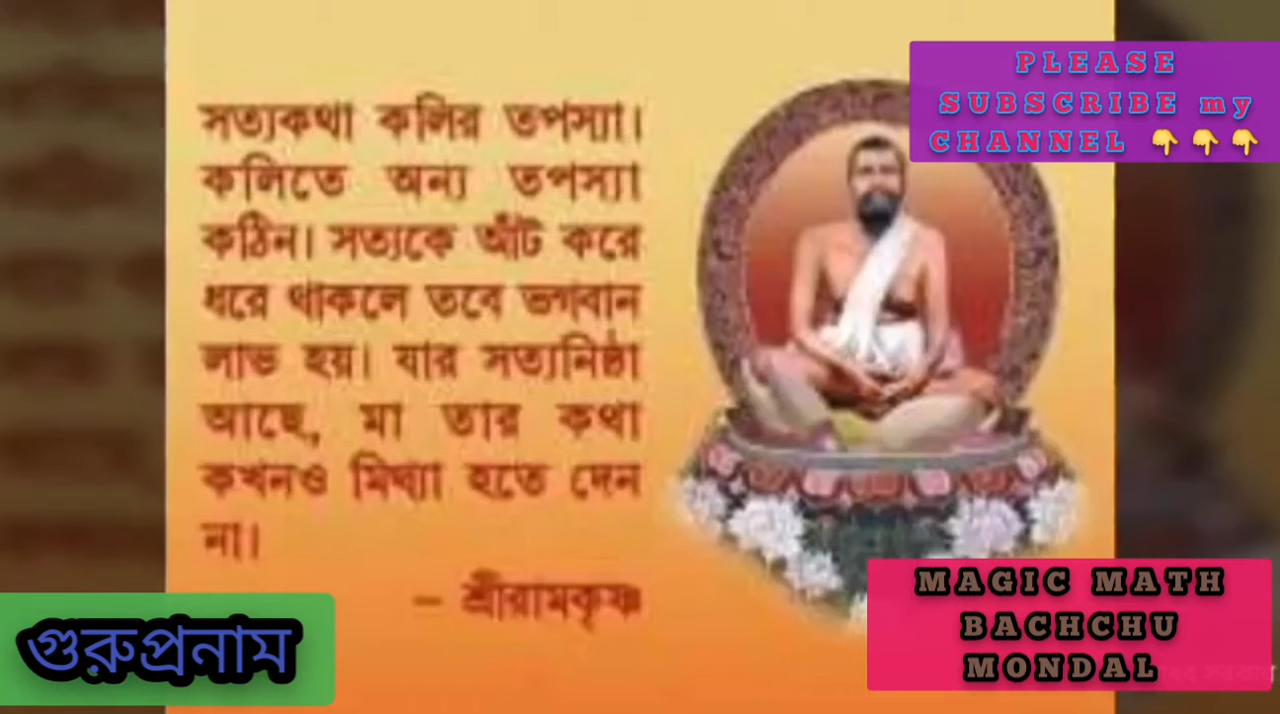 সত্যকথা কলির তপস্যা।
কলিতে অন্য তপস্যা
কঠিন। সত্যকে আঁট করে
ধরে থাকলে তবে ভগবান
লাভ হয়। যার সত্যনিষ্ঠা
আছে, মা তার কথা
কখনও মিথ্যা হতে দেন
না।
– শ্রীরামকৃষ্ণ
PLEASE
SUBSCRIBE my
CHANNEL 👇👇👇
গুরুপ্রনাম
MAGIC MATH
BACHCHU
MONDAL